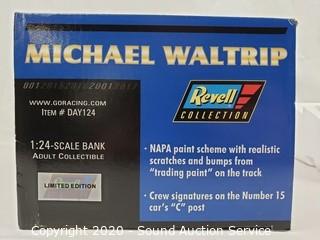 MICHAEL WALTRIP
WWW.GORACING.COM
ITEM # DAY124
Revell
COLLECTION
1:24-SCALE BANK
ADULT COLLECTIBLE
LIMITED EDITION
· NAPA paint scheme with realistic
scratches and bumps from
"trading paint" on the track
· Crew signatures on the Number 15
car's "C" post
Copyright 2020 - Sound Auction Service